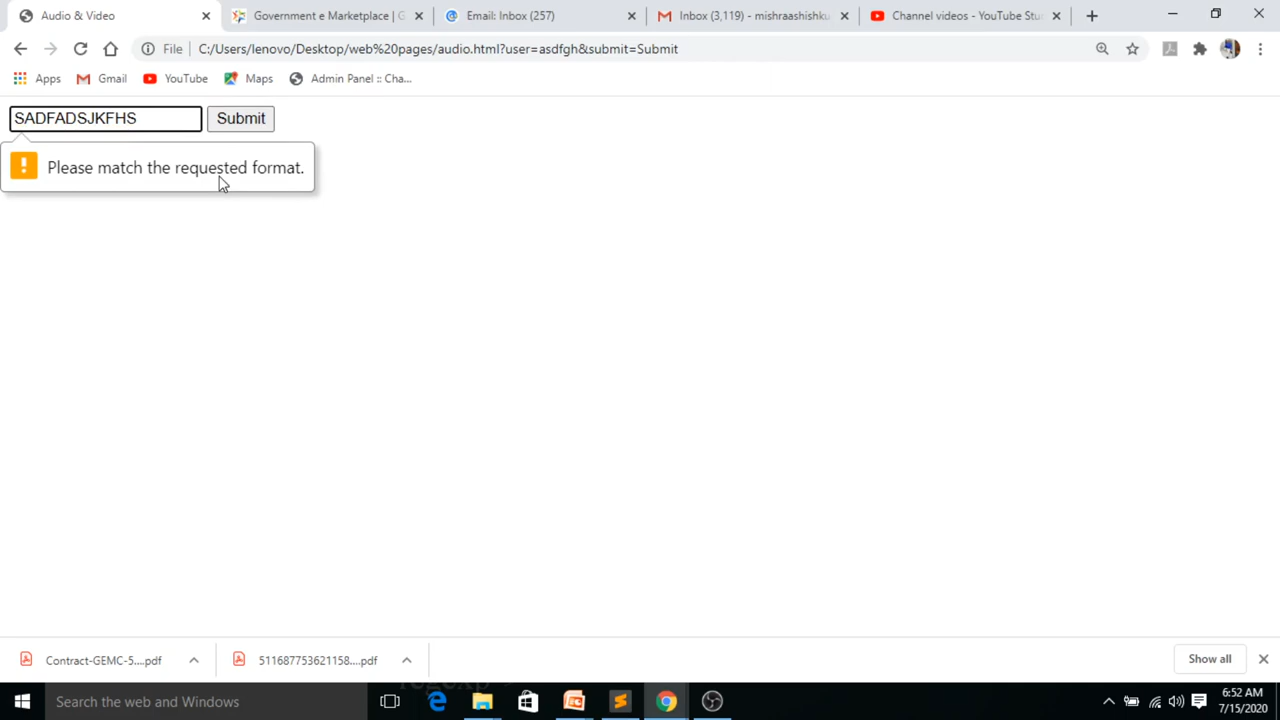 Audio & Video
Government e Marketplace | G
Email: Inbox (257)
Inbox (3,119) - mishraashishku
Channel videos - YouTube Stu
File
C:/Users/lenovo/Desktop/web%20pages/audio.html?user=asdfgh&submit=Submit
Apps
Gmail
YouTube
Maps
Admin Panel :: Cha...
SADFADSJKFHS
Submit
Please match the requested format.
Contract-GEMC-5....pdf
511687753621158....pdf
Show all
regexp
Search the web and Windows
6:52 AM
7/15/2020